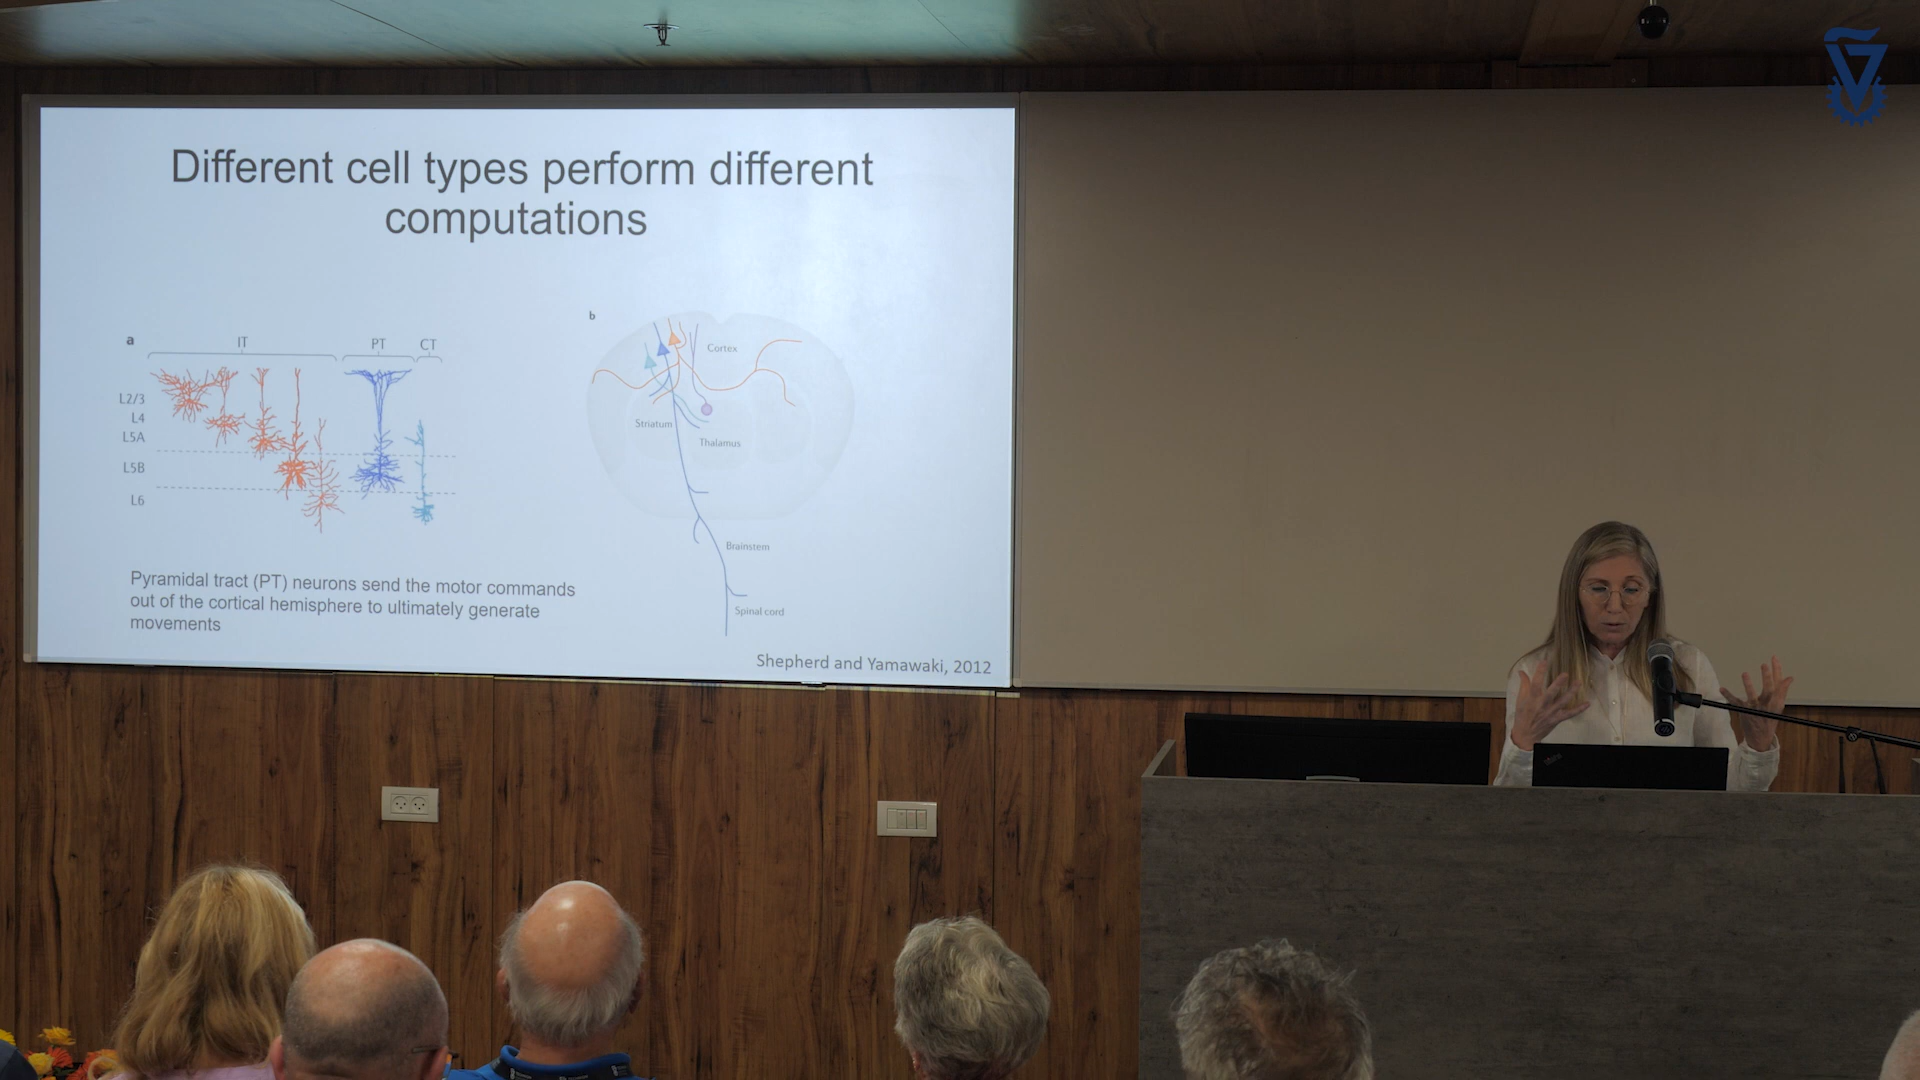 Different cell types perform different
computations
a
IT
PT
CT
L2/3
L4
L5A
L5B
L6
b
Cortex
Striatum
Thalamus
Brainstem
Spinal cord
Pyramidal tract (PT) neurons send the motor commands
out of the cortical hemisphere to ultimately generate
movements
Shepherd and Yamawaki, 2012